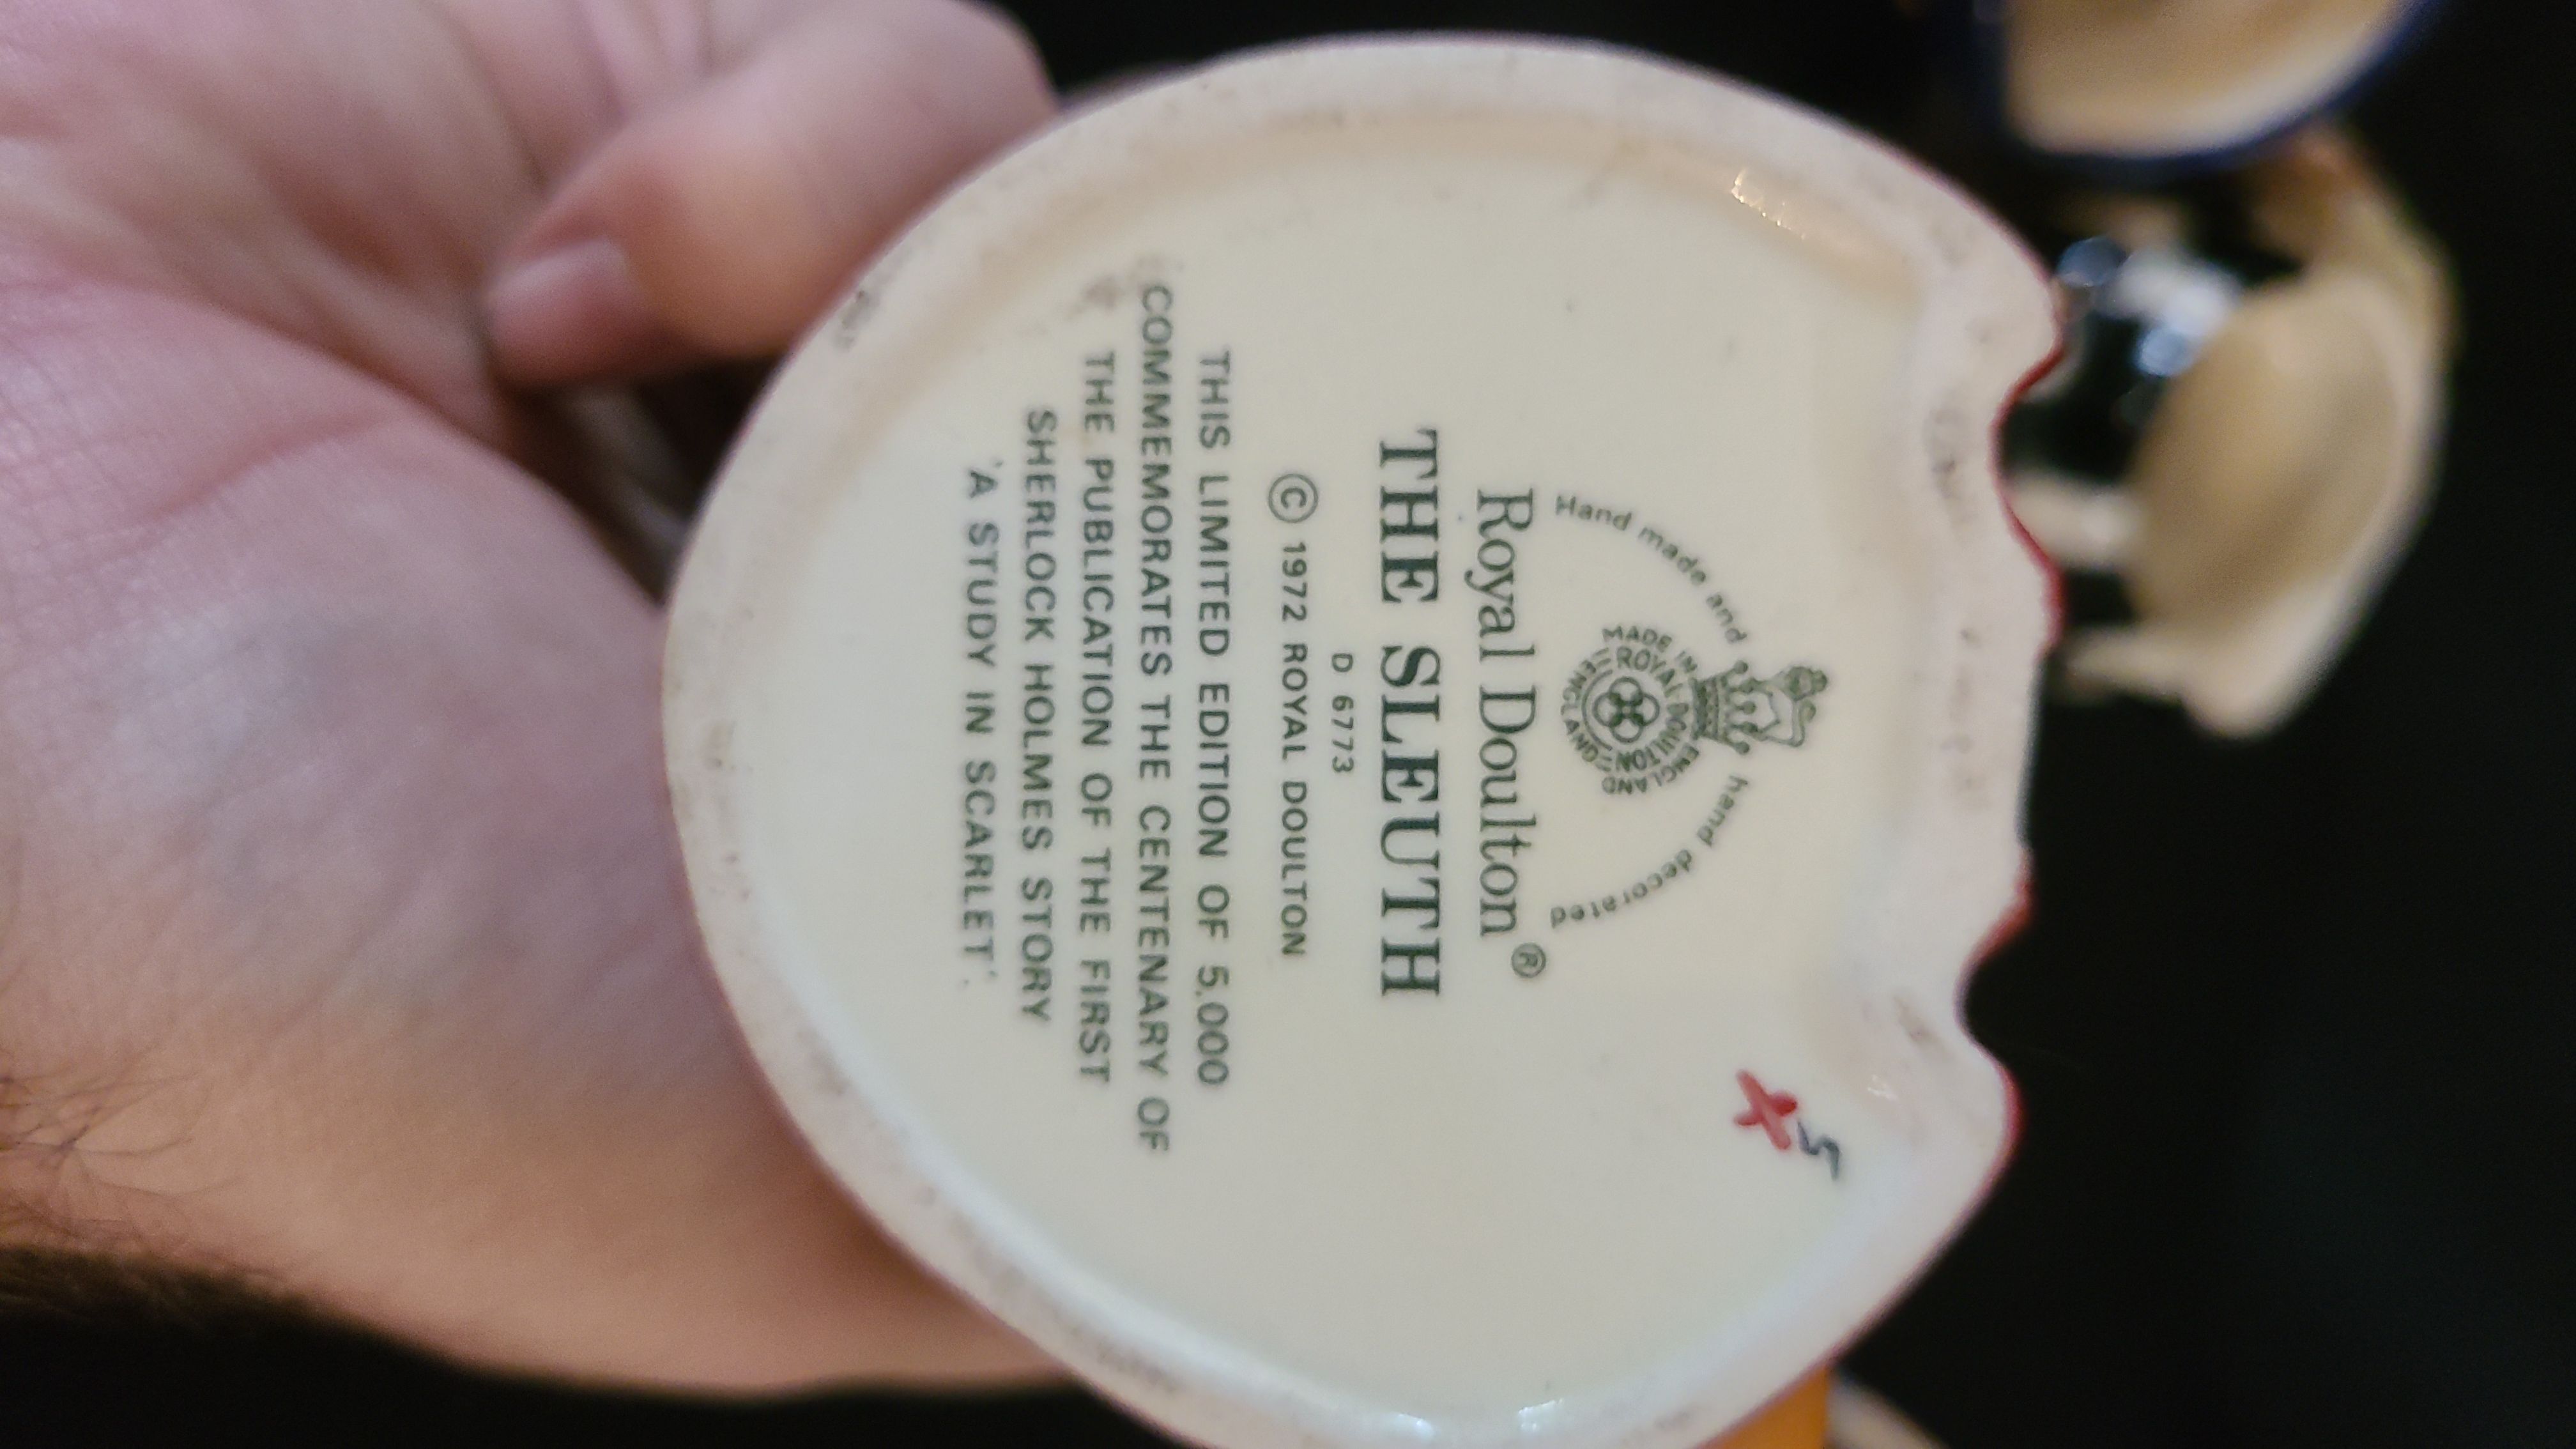 Hand made and hand decorated
MADE IN ENGLAND
ROYAL DOULTON
ENGLAND
Royal Doulton ®
THE SLEUTH
D 6773
© 1972 ROYAL DOULTON
THIS LIMITED EDITION OF 5,000
COMMEMORATES THE CENTENARY OF
THE PUBLICATION OF THE FIRST
SHERLOCK HOLMES STORY
'A STUDY IN SCARLET'.
X5